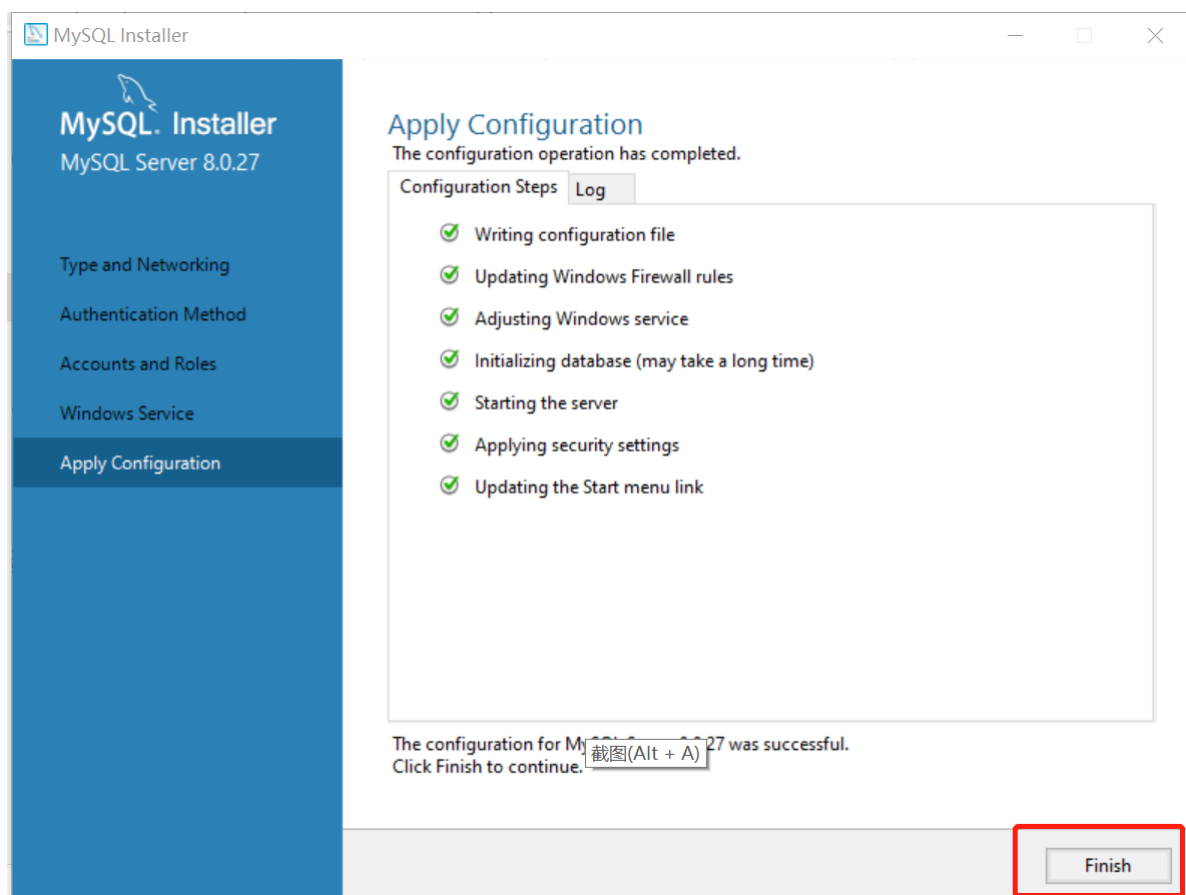 MySQL Installer
MySQL. Installer
MySQL Server 8.0.27
Type and Networking
Authentication Method
Accounts and Roles
Windows Service
Apply Configuration
Apply Configuration
The configuration operation has completed.
Configuration Steps
Log
Writing configuration file
Updating Windows Firewall rules
Adjusting Windows service
Initializing database (may take a long time)
Starting the server
Applying security settings
Updating the Start menu link
The configuration for 27 was successful.
截图(Alt + A)
Click Finish to continue.
Finish